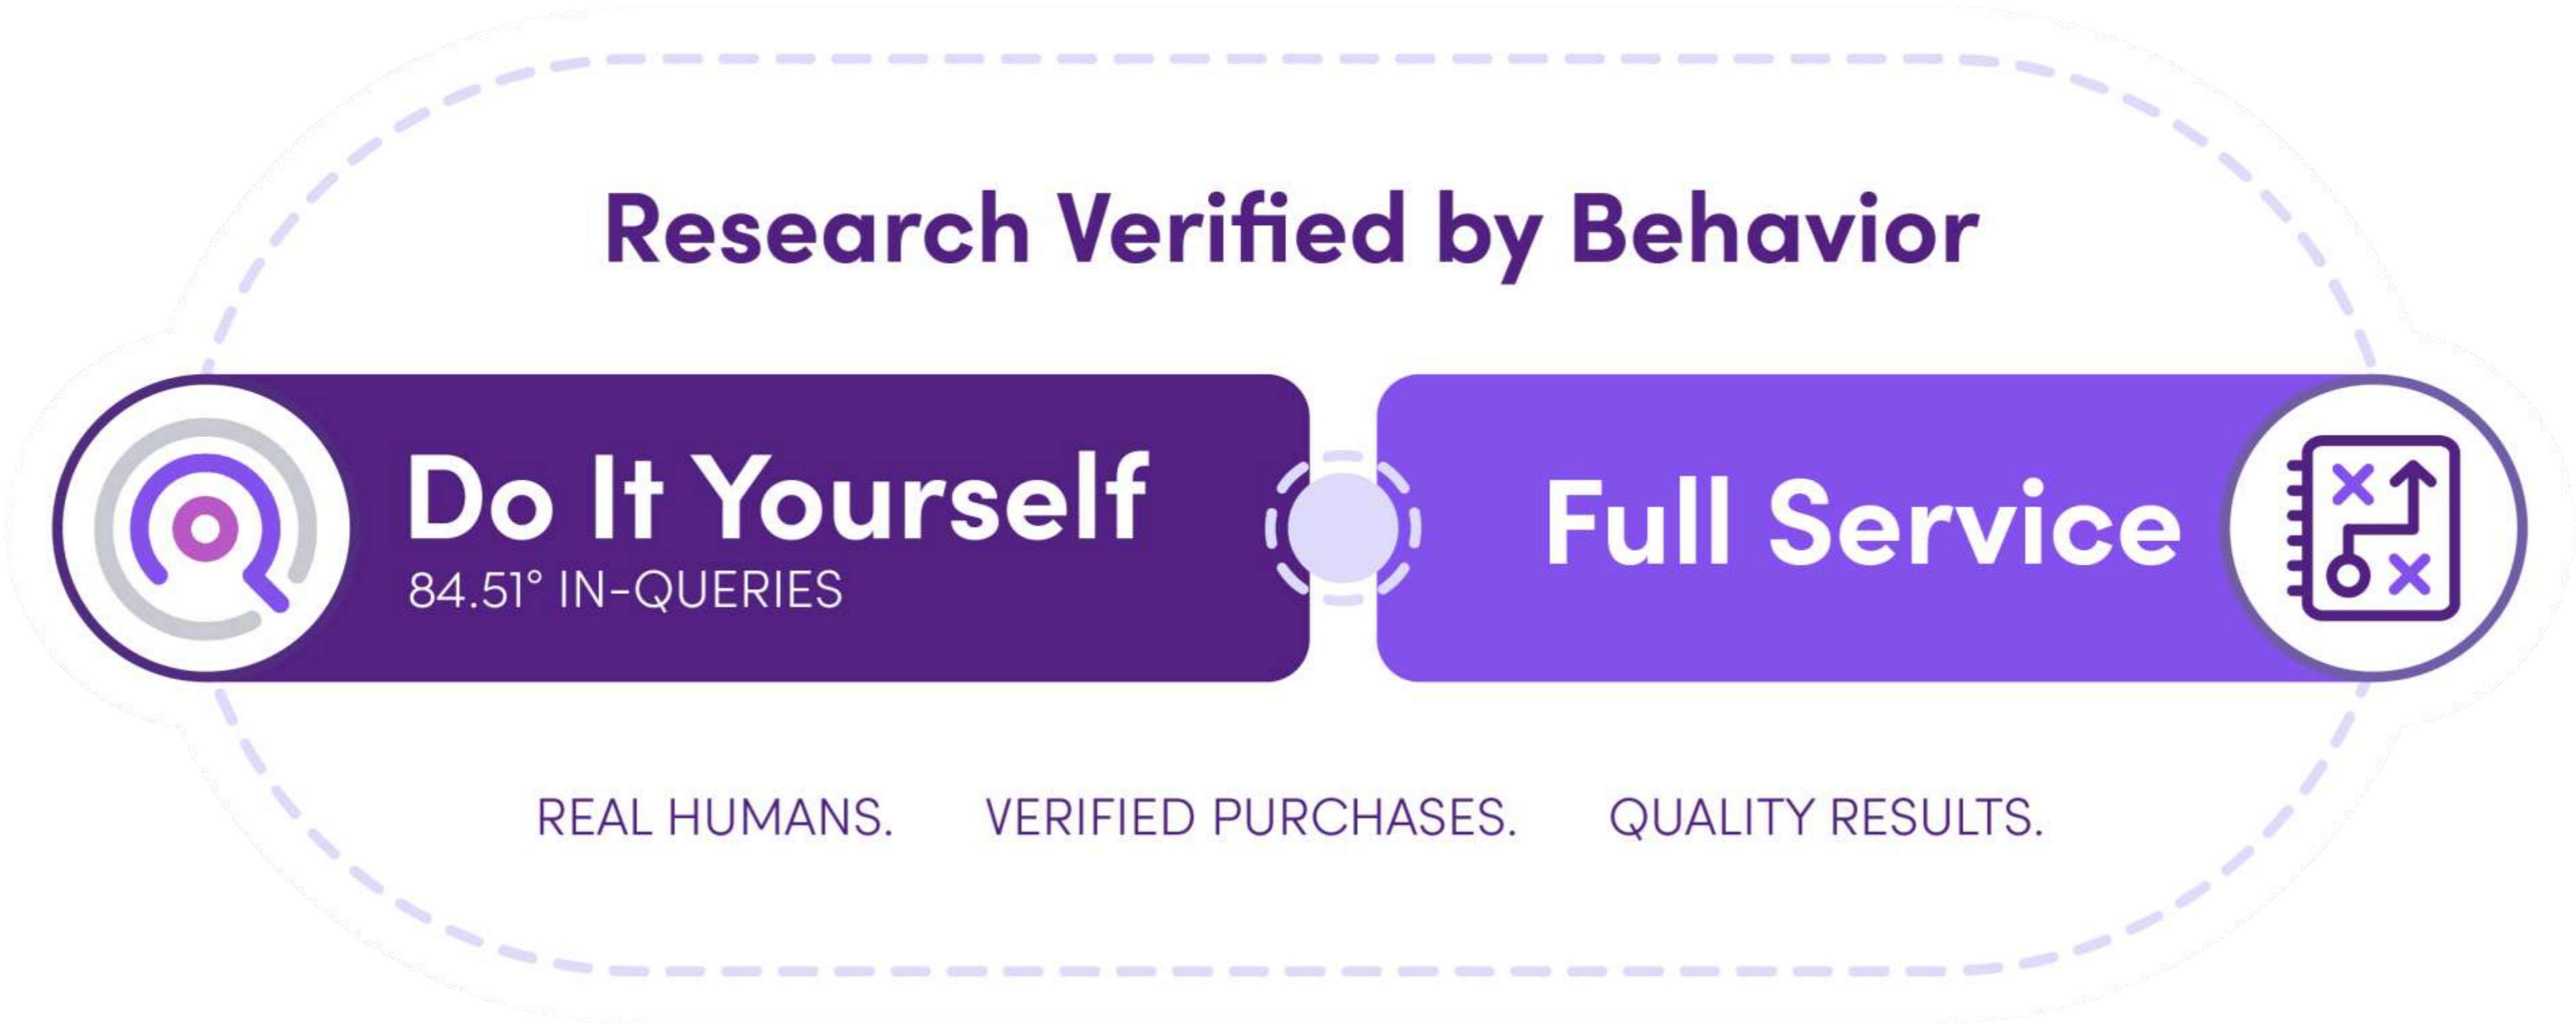 Research Verified by Behavior
Do It Yourself
84.51° IN-QUERIES
Full Service
REAL HUMANS. VERIFIED PURCHASES. QUALITY RESULTS.